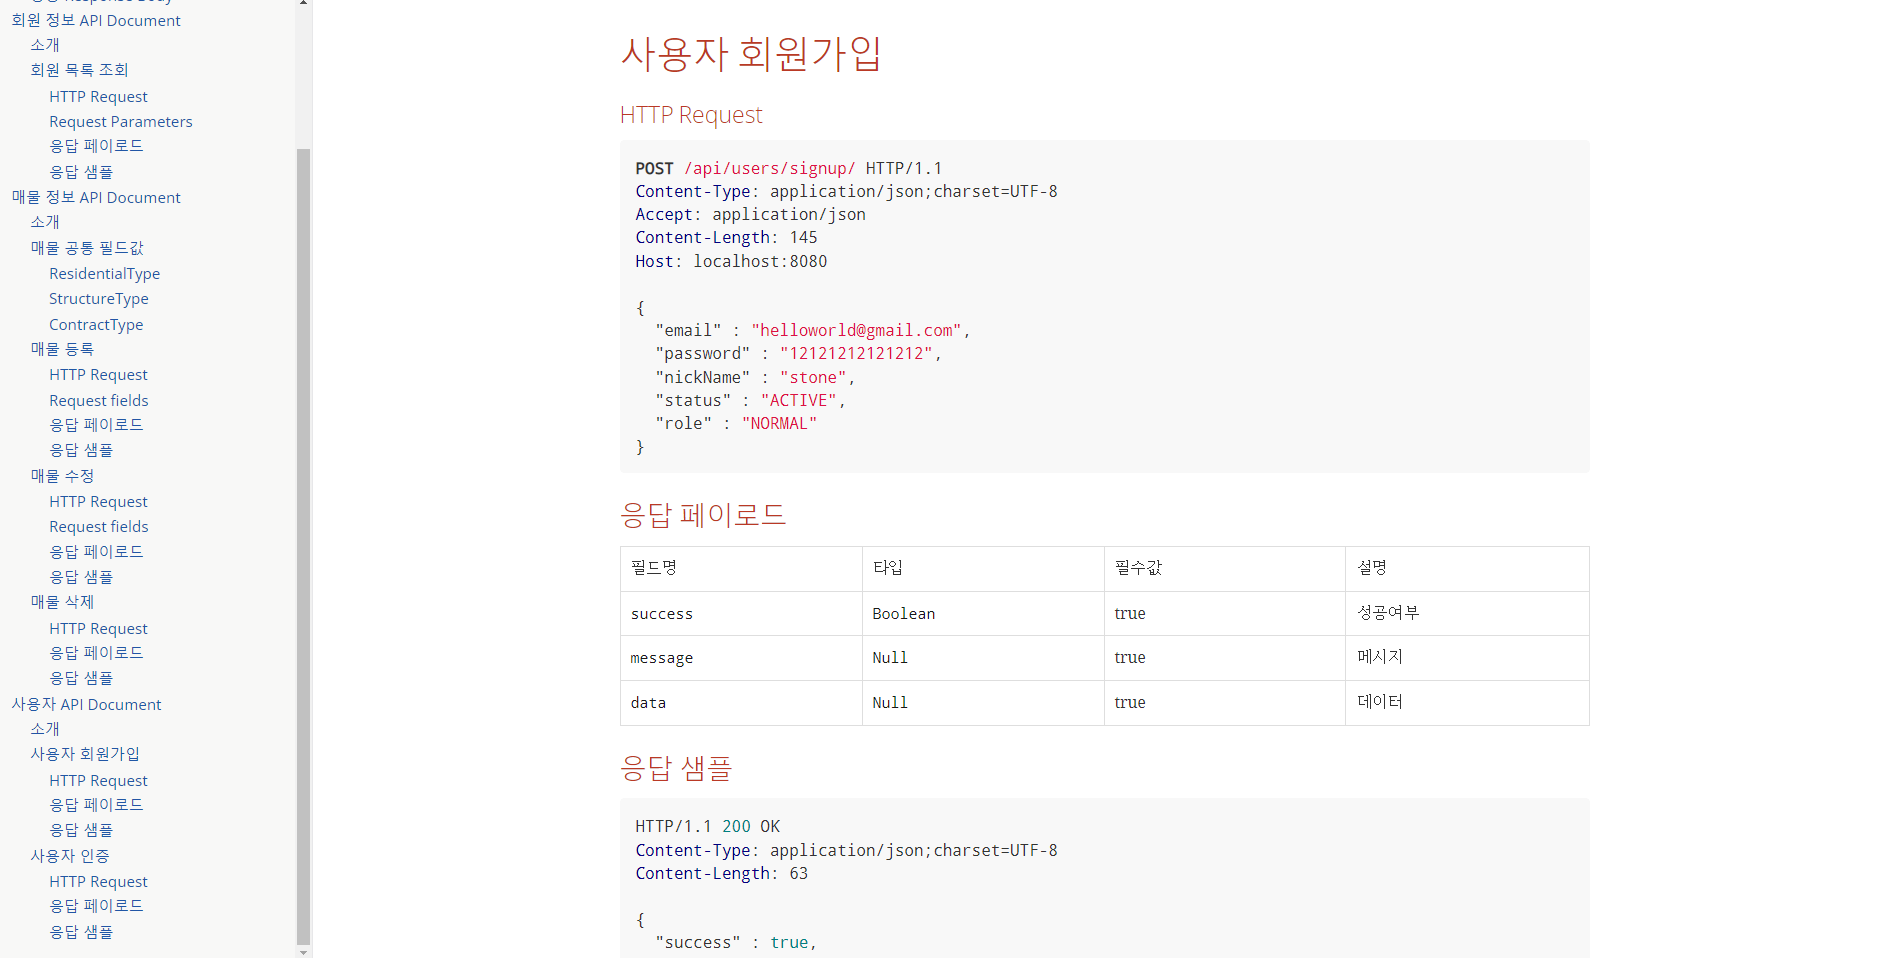 회원 정보 API Document
소개
회원 목록 조회
HTTP Request
Request Parameters
응답 페이로드
응답 샘플
매물 정보 API Document
소개
매물 공통 필드값
ResidentialType
StructureType
ContractType
매물 등록
HTTP Request
Request fields
응답 페이로드
응답 샘플
매물 수정
HTTP Request
Request fields
응답 페이로드
응답 샘플
매물 삭제
HTTP Request
응답 페이로드
응답 샘플
사용자 API Document
소개
사용자 회원가입
HTTP Request
응답 페이로드
응답 샘플
사용자 인증
HTTP Request
응답 페이로드
응답 샘플
사용자 회원가입
HTTP Request
POST /api/users/signup/ HTTP/1.1
Content-Type: application/json;charset=UTF-8
Accept: application/json
Content-Length: 145
Host: localhost:8080
{
"email" : "helloworld@gmail.com",
"password" : "12121212121212",
"nickName" : "stone",
"status" : "ACTIVE",
"role" : "NORMAL"
}
응답 페이로드
필드명 타입 필수값 설명
success Boolean true 성공여부
message Null true 메시지
data Null true 데이터
응답 샘플
HTTP/1.1 200 OK
Content-Type: application/json;charset=UTF-8
Content-Length: 63
{
"success" : true,